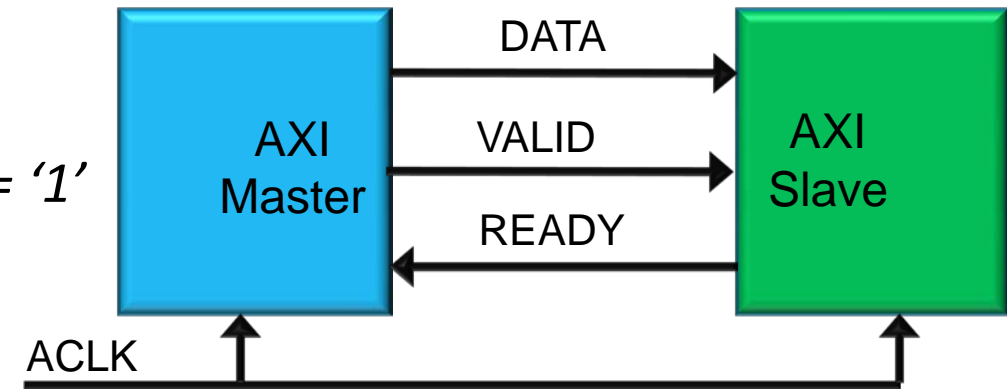 DATA
AXI
Master
VALID
AXI
Slave
= ‘1’
READY
ACLK